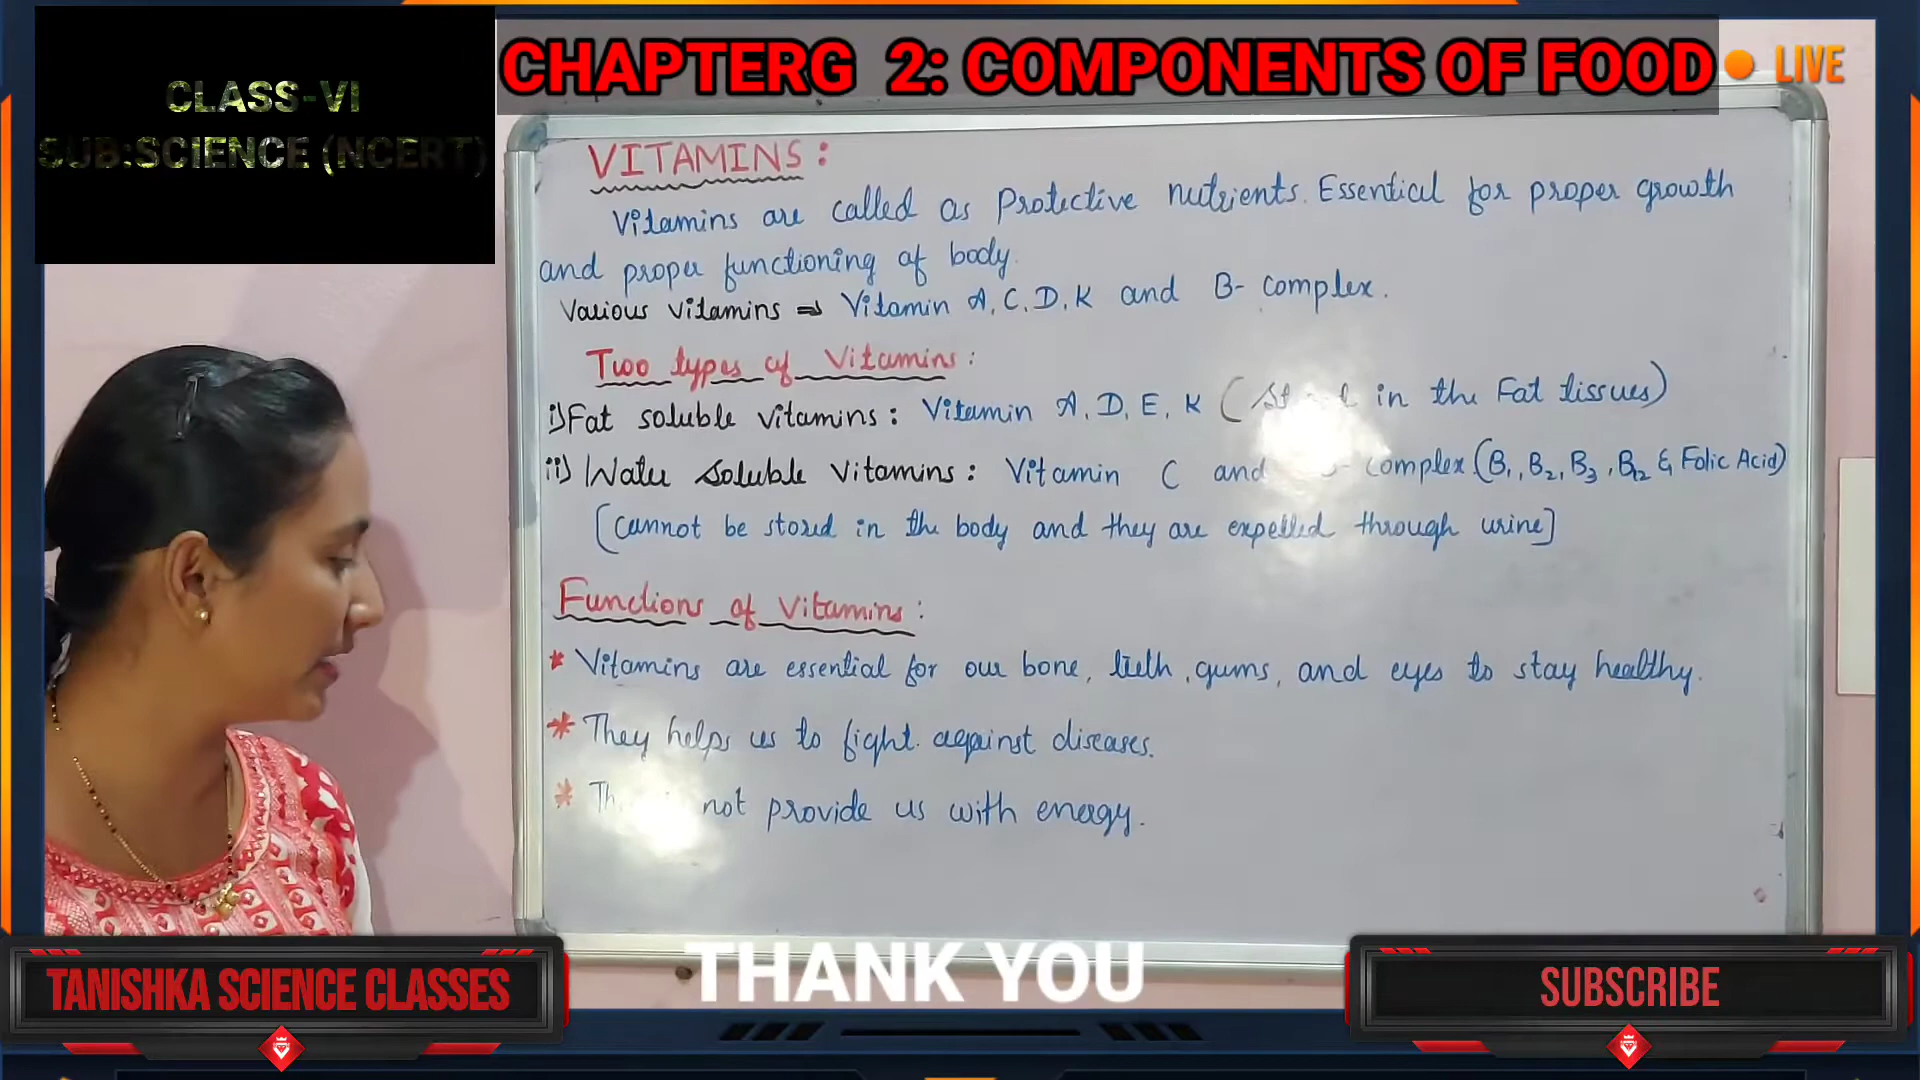 CLASS-VI
SUB:SCIENCE (NCERT)
CHAPTERG 2: COMPONENTS OF FOOD
LIVE
VITAMINS:
Vitamins are called as Protective nutrients. Essential for proper growth
and proper functioning of body.
Various vitamins ⇒ Vitamin A, C, D, K and B- complex.
Two types of Vitamins:
i) Fat soluble vitamins: Vitamin A, D, E, K ( in the Fat tissues)
ii) Water Soluble Vitamins: Vitamin C and complex (B1, B2, B3, B12 & Folic Acid)
[Cannot be stored in the body and they are expelled through urine]
Functions of Vitamins:
* Vitamins are essential for our bone, teeth, gums, and eyes to stay healthy.
* They helps us to fight against diseases.
* not provide us with energy.
THANK YOU
TANISHKA SCIENCE CLASSES
SUBSCRIBE